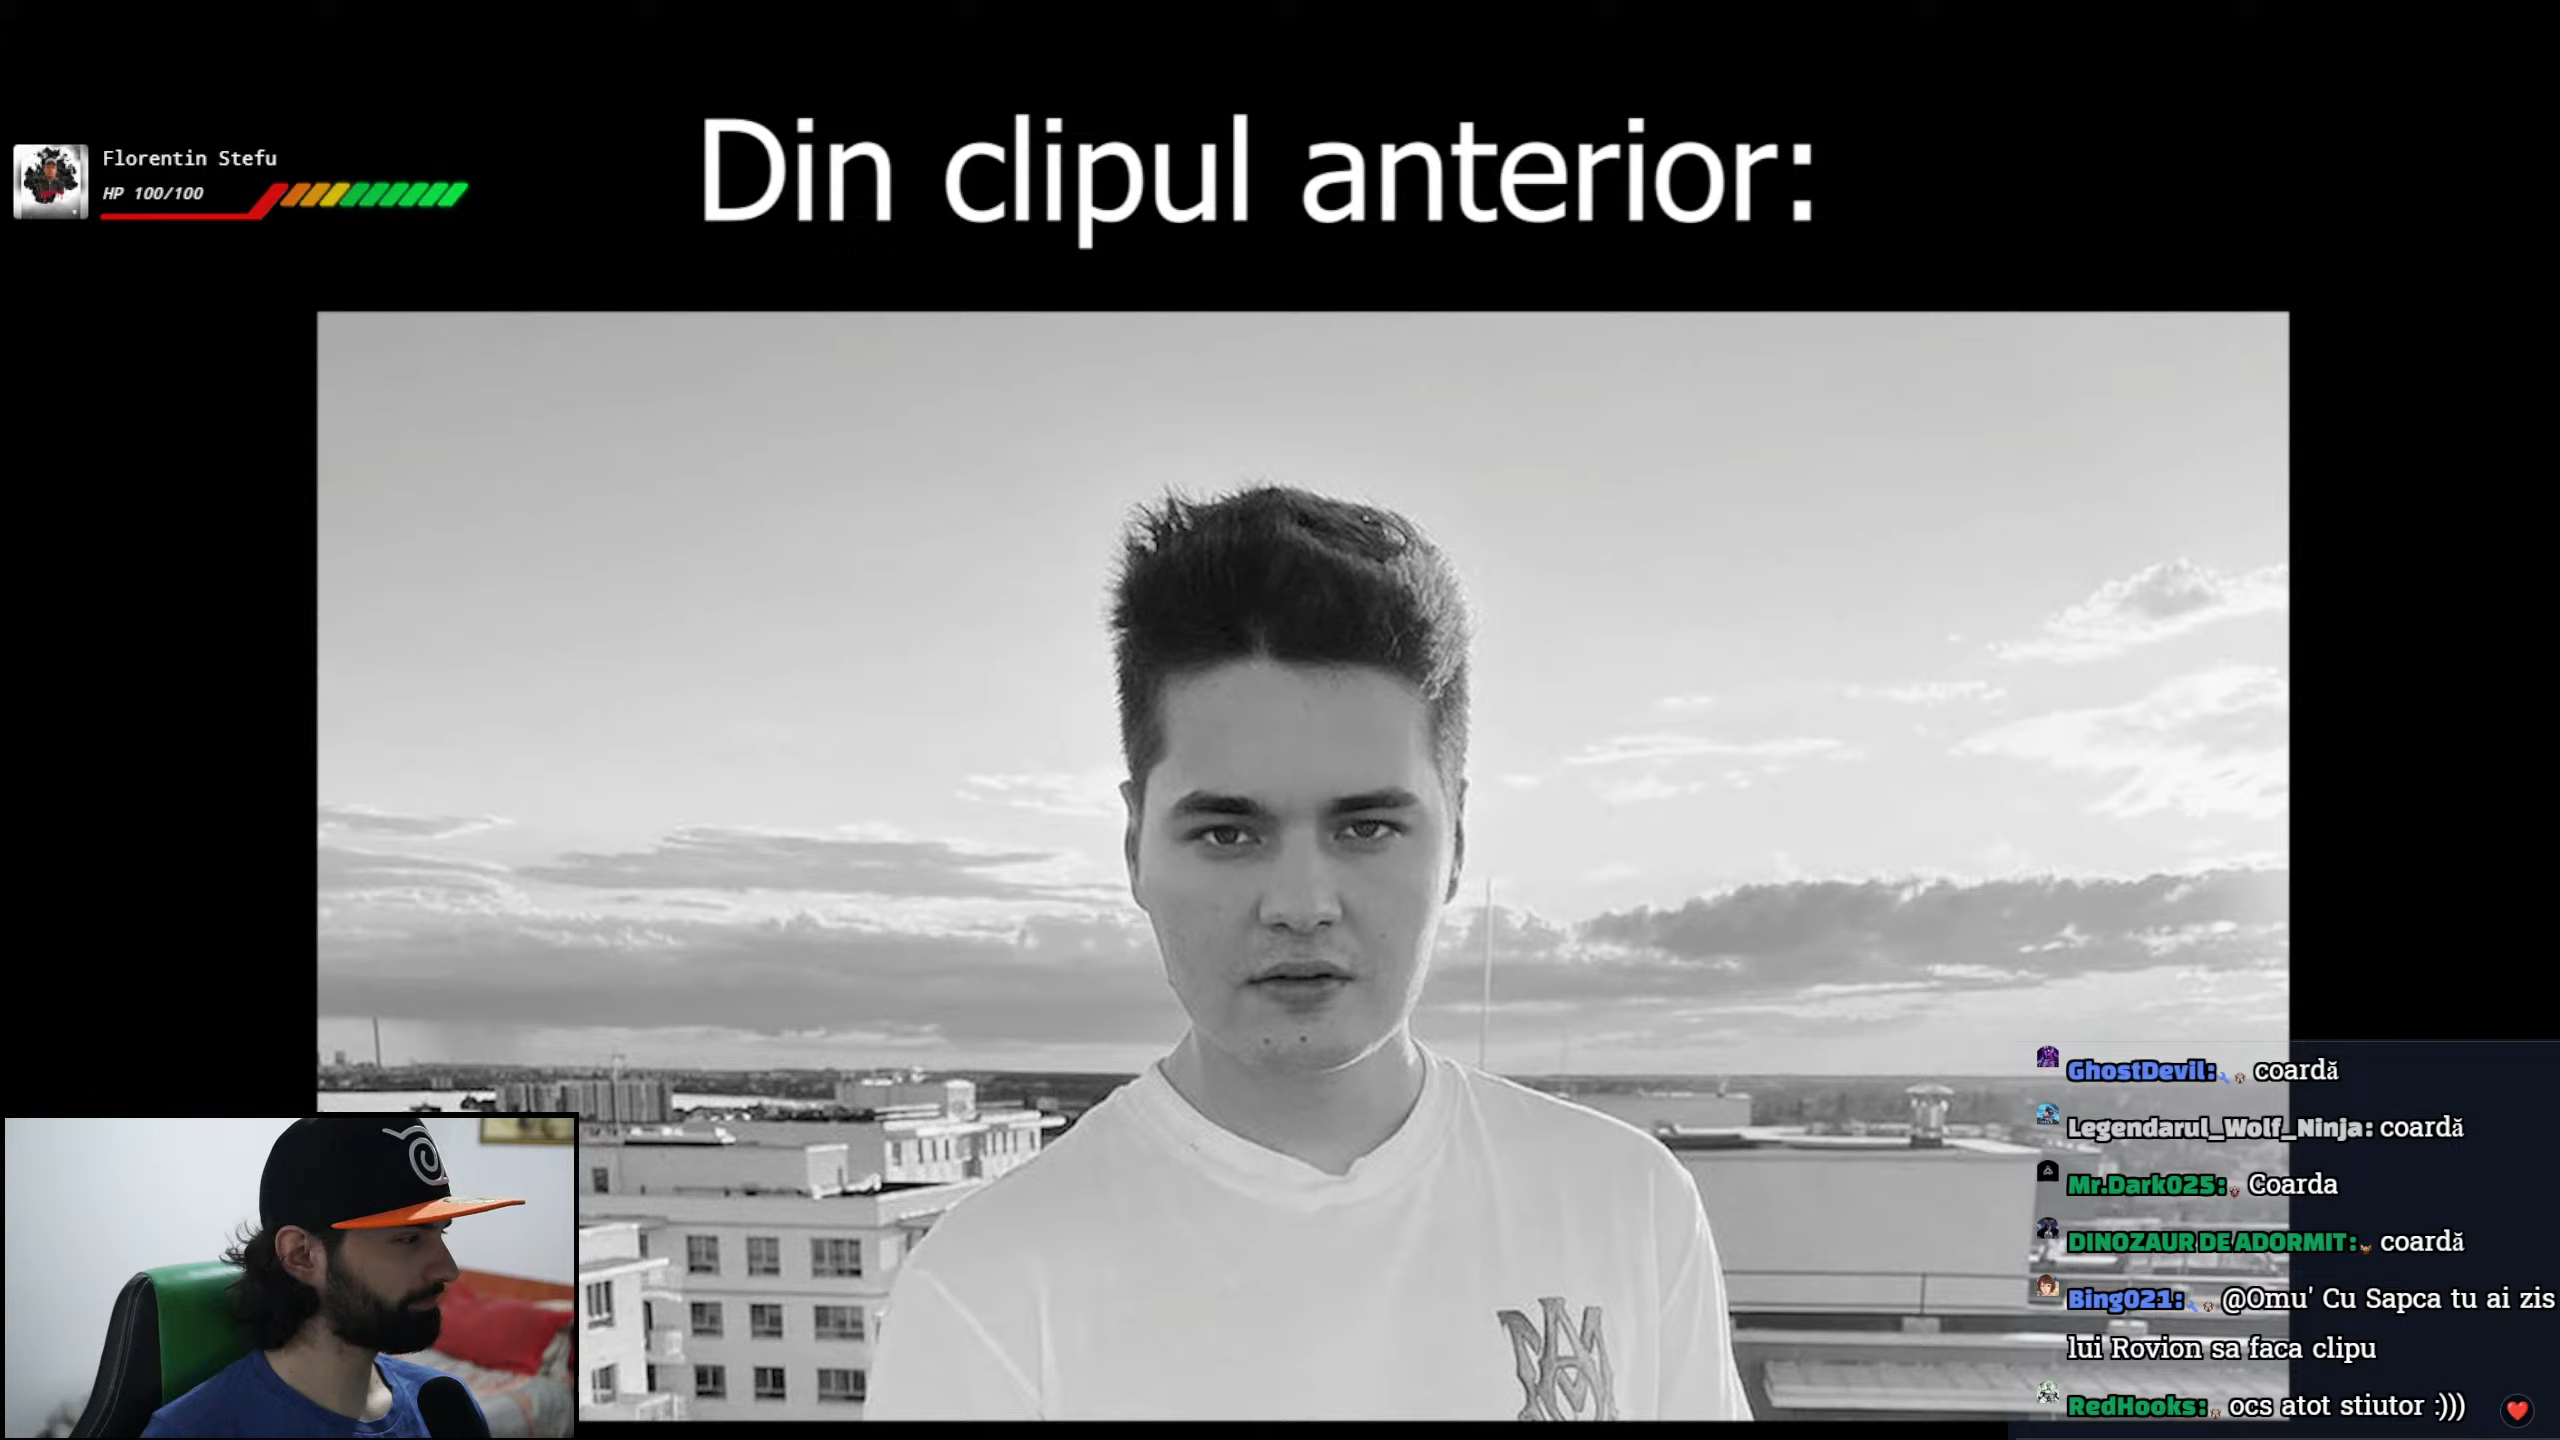 Din clipul anterior:
Florentin Stefu
HP 100/100
GhostDevil: coardă
Legendarul_Wolf_Ninja: coardă
Mr.Dark025: Coarda
DINOZAUR DE ADORMIT: coardă
Bing021: @Omu' Cu Sapca tu ai zis
lui Rovion sa faca clipu
RedHooks: ocs atot stiutor :)))